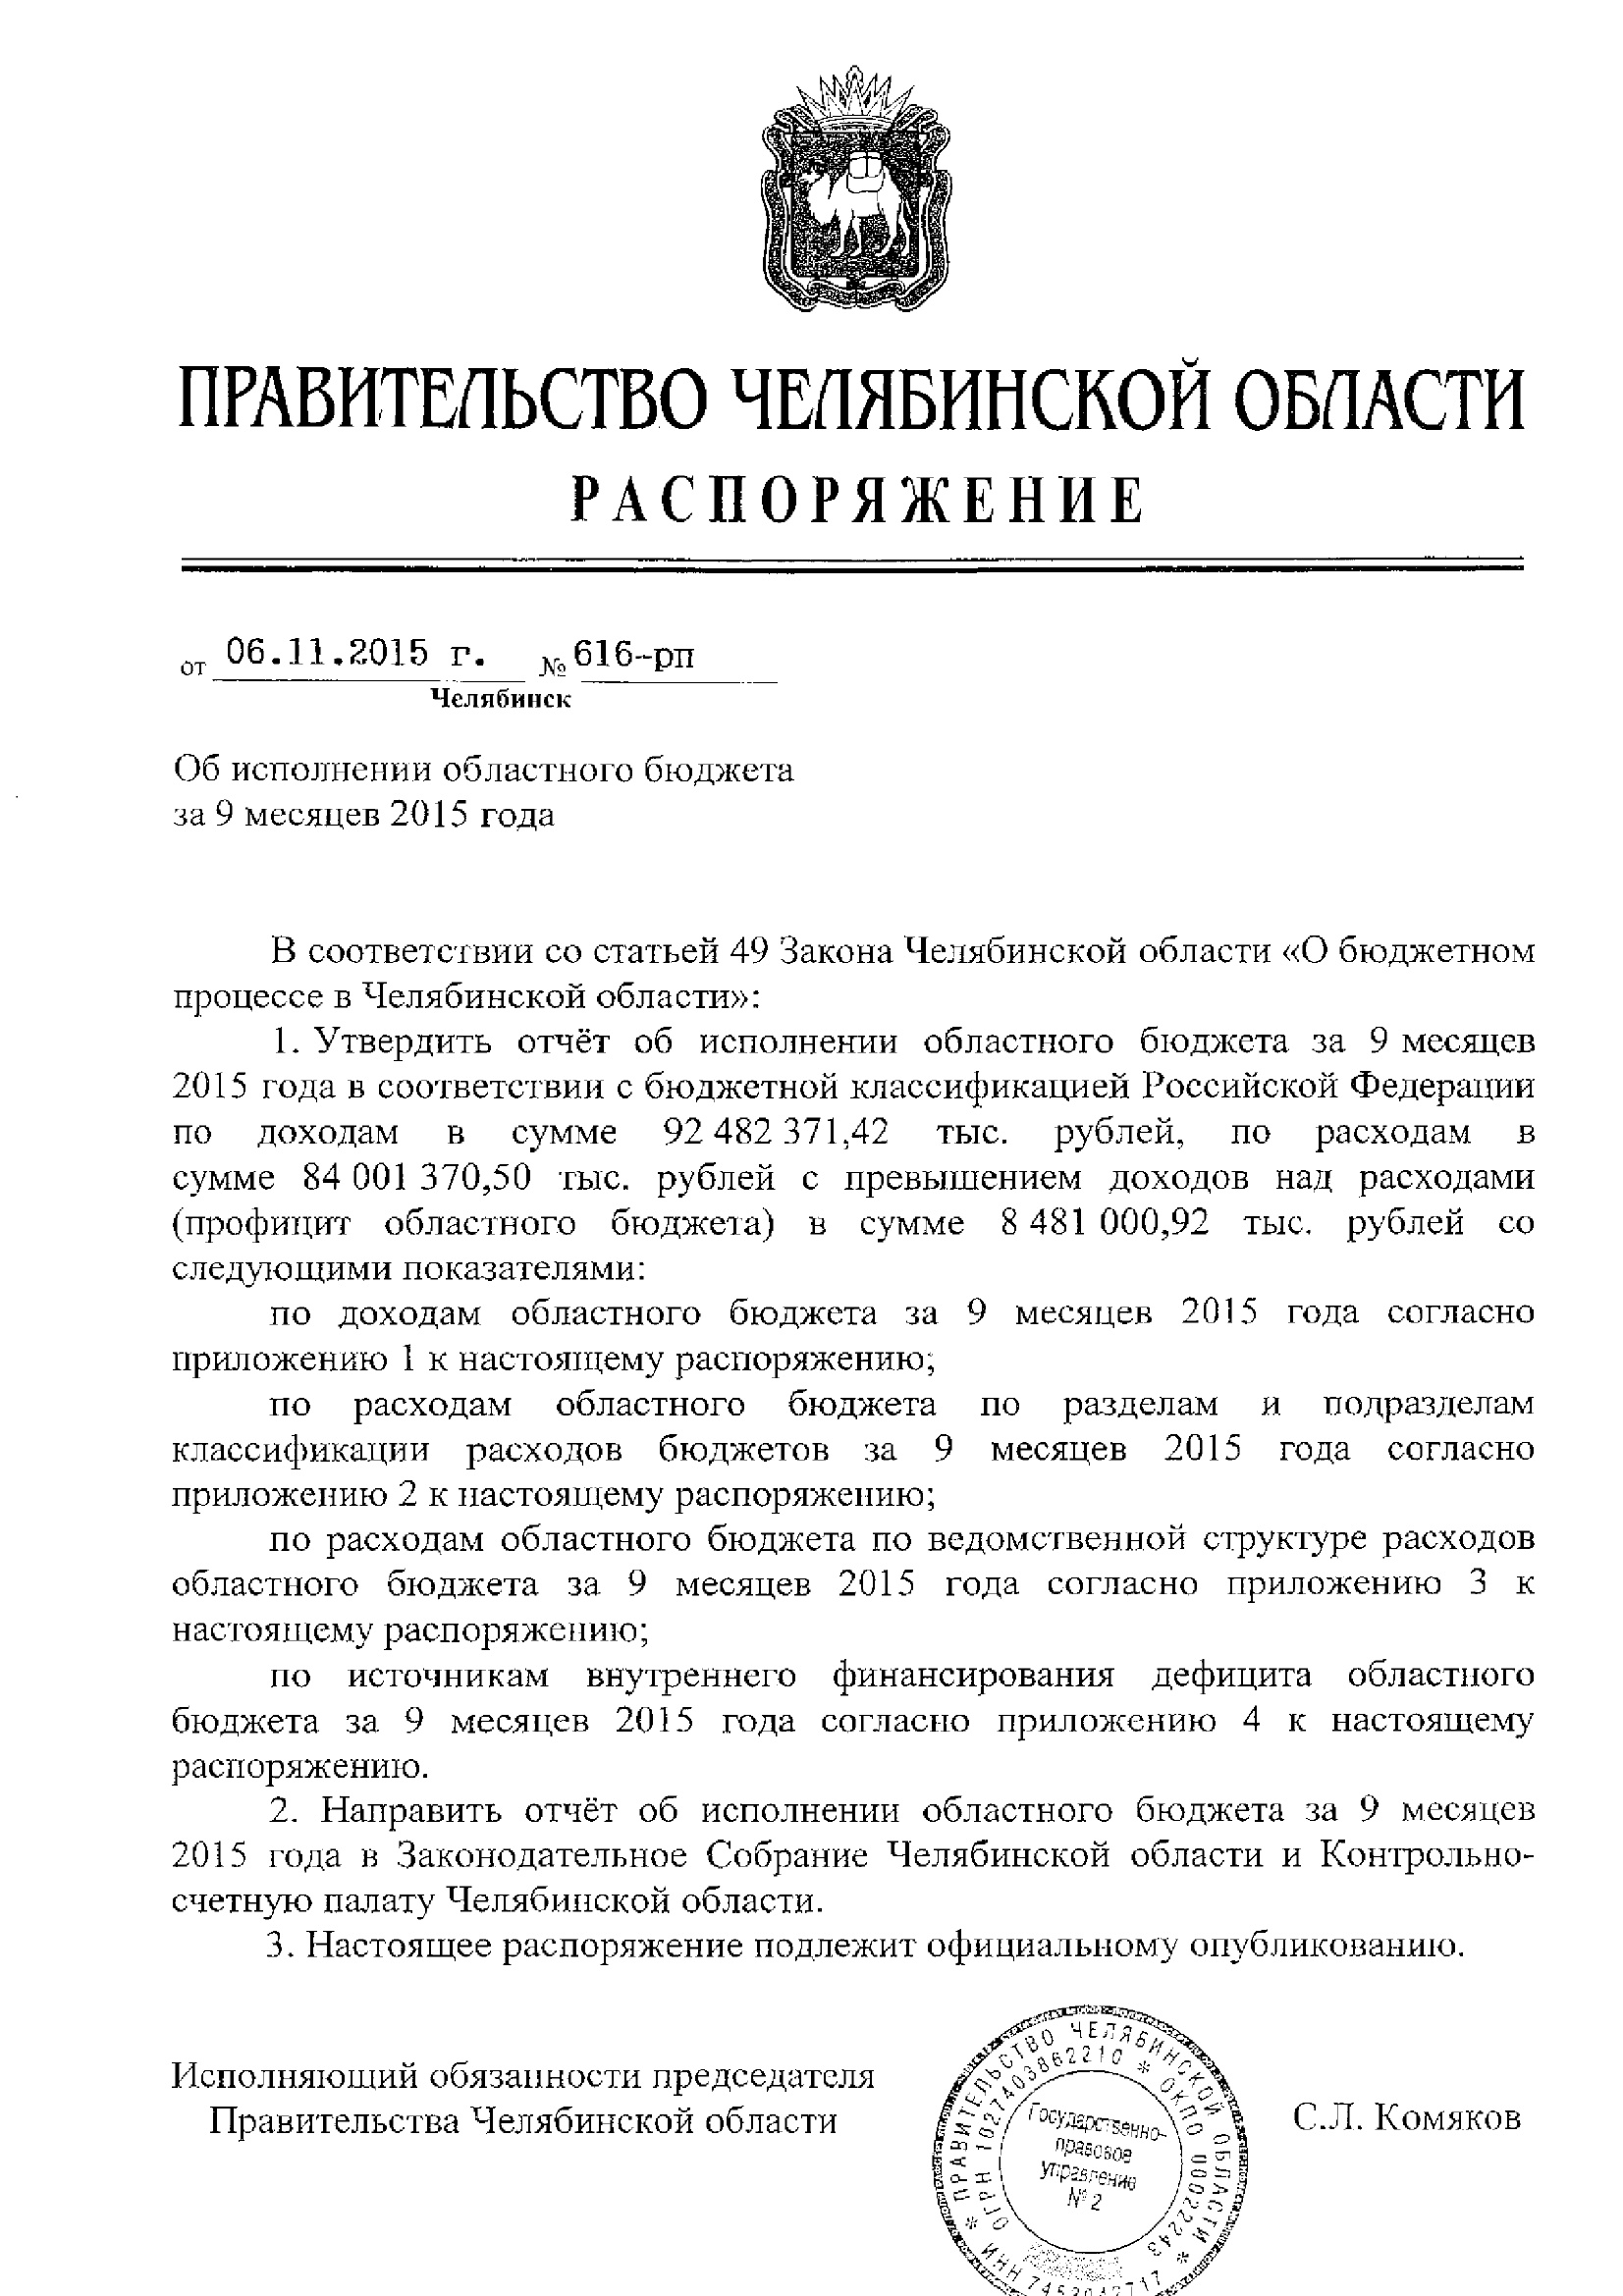 ПРАВИТЕЛЬСТВО ЧЕЛЯБИНСКОЙ ОБЛАСТИ
РАСПОРЯЖЕНИЕ
от 06.11.2015 г. № 616-рп
Челябинск
Об исполнении областного бюджета
за 9 месяцев 2015 года
В соответствии со статьей 49 Закона Челябинской области «О бюджетном
процессе в Челябинской области»:
1. Утвердить отчёт об исполнении областного бюджета за 9 месяцев
2015 года в соответствии с бюджетной классификацией Российской Федерации
по доходам в сумме 92 482 371,42 тыс. рублей, по расходам в
сумме 84 001 370,50 тыс. рублей с превышением доходов над расходами
(профицит областного бюджета) в сумме 8 481 000,92 тыс. рублей со
следующими показателями:
по доходам областного бюджета за 9 месяцев 2015 года согласно
приложению 1 к настоящему распоряжению;
по расходам областного бюджета по разделам и подразделам
классификации расходов бюджетов за 9 месяцев 2015 года согласно
приложению 2 к настоящему распоряжению;
по расходам областного бюджета по ведомственной структуре расходов
областного бюджета за 9 месяцев 2015 года согласно приложению 3 к
настоящему распоряжению;
по источникам внутреннего финансирования дефицита областного
бюджета за 9 месяцев 2015 года согласно приложению 4 к настоящему
распоряжению.
2. Направить отчёт об исполнении областного бюджета за 9 месяцев
2015 года в Законодательное Собрание Челябинской области и Контрольно-
счетную палату Челябинской области.
3. Настоящее распоряжение подлежит официальному опубликованию.
Исполняющий обязанности председателя
Правительства Челябинской области
С.Л. Комяков
ПРАВИТЕЛЬСТВО ЧЕЛЯБИНСКОЙ ОБЛАСТИ *
ОГРН 1027403862210 * ОКПО 00022243
* ИНН
Государственно-
правовое
управление
№ 2